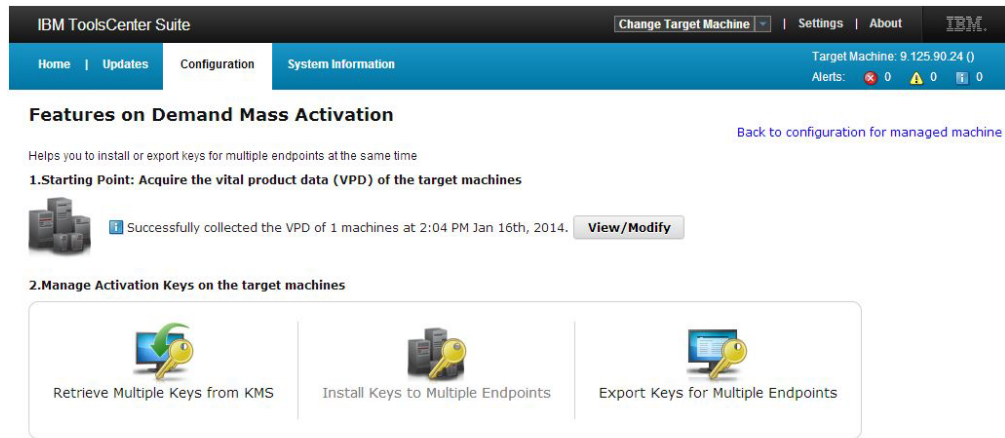 IBM ToolsCenter Suite
Change Target Machine | Settings | About IBM.
Home | Updates Configuration System Information
Target Machine: 9.125.90.24 ()
Alerts: 0 0 0
Features on Demand Mass Activation
Back to configuration for managed machine
Helps you to install or export keys for multiple endpoints at the same time
1.Starting Point: Acquire the vital product data (VPD) of the target machines
Successfully collected the VPD of 1 machines at 2:04 PM Jan 16th, 2014. View/Modify
2.Manage Activation Keys on the target machines
Retrieve Multiple Keys from KMS
Install Keys to Multiple Endpoints
Export Keys for Multiple Endpoints